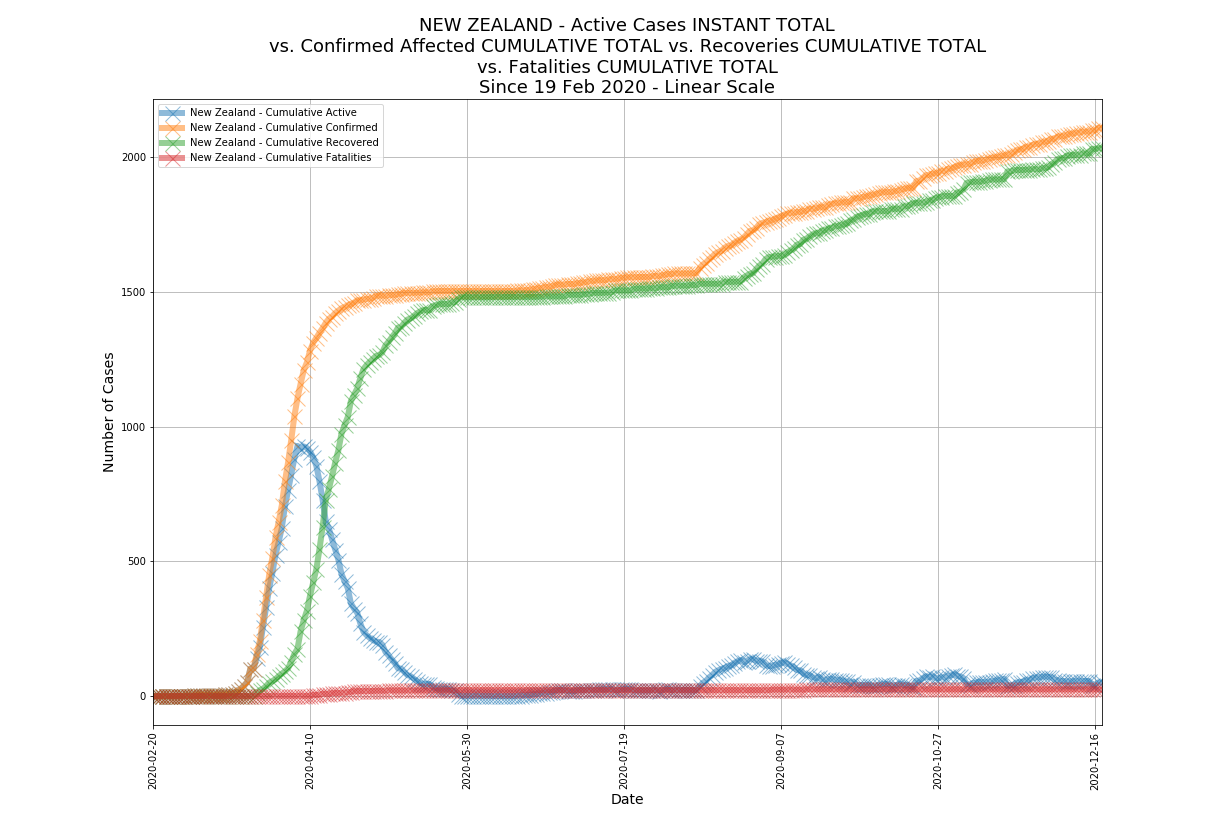 NEW ZEALAND - Active Cases INSTANT TOTAL
vs. Confirmed Affected CUMULATIVE TOTAL vs. Recoveries CUMULATIVE TOTAL
vs. Fatalities CUMULATIVE TOTAL
Since 19 Feb 2020 - Linear Scale
New Zealand - Cumulative Active
New Zealand - Cumulative Confirmed
New Zealand - Cumulative Recovered
New Zealand - Cumulative Fatalities
Number of Cases
2000
1500
1000
500
0
2020-02-20
2020-04-10
2020-05-30
2020-07-19
2020-09-07
2020-10-27
2020-12-16
Date